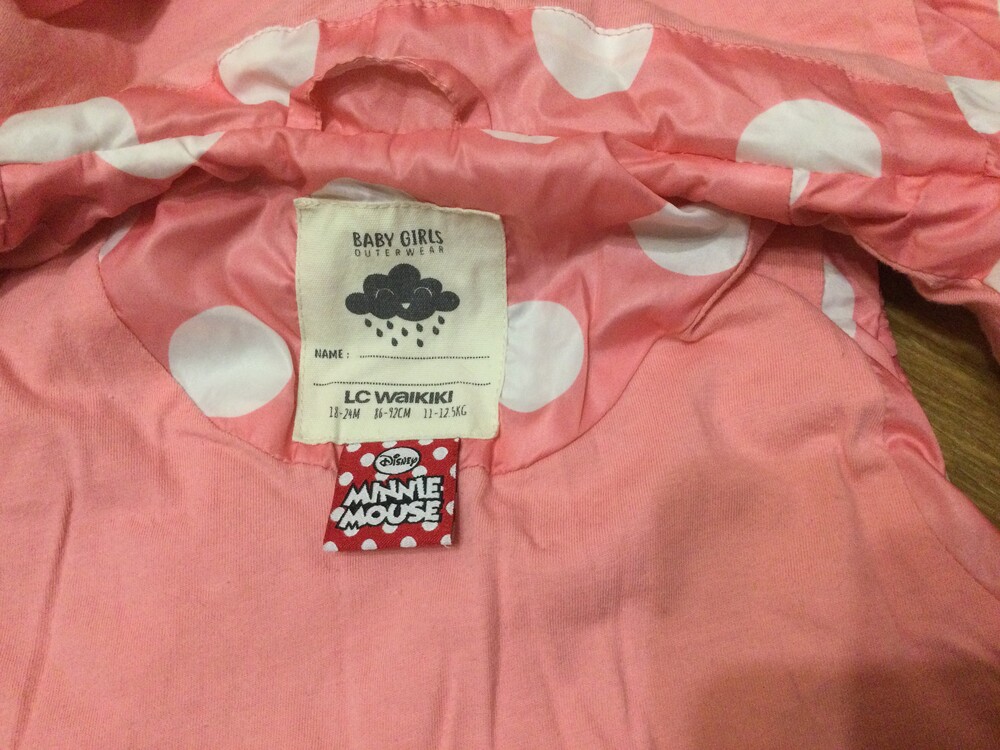 BABY GIRLS
OUTERWEAR
NAME :
LC WAIKIKI
18-24M 86-92CM 11-12.5KG
Disney
MINNIE
MOUSE